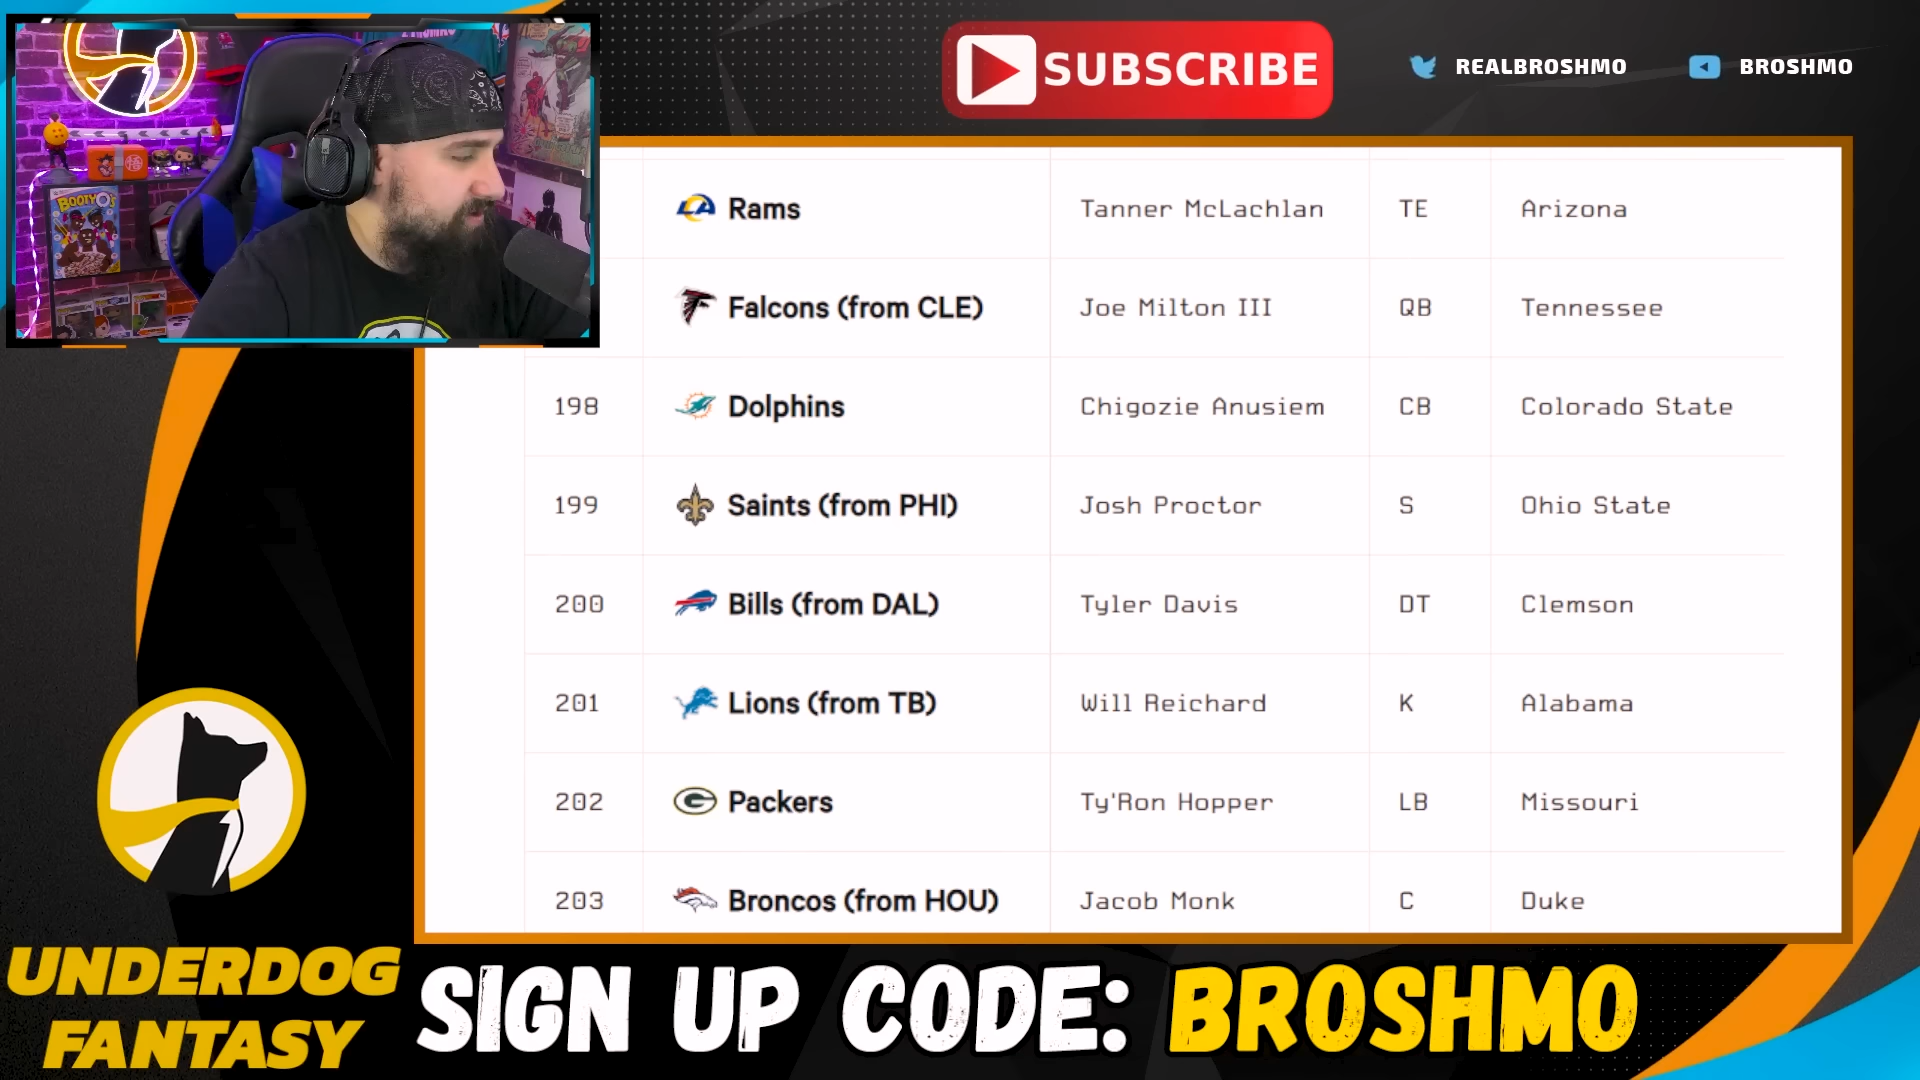 BOOTYO'S
SUBSCRIBE
REALBROSHMO
BROSHMO
Rams Tanner McLachlan TE Arizona
Falcons (from CLE) Joe Milton III QB Tennessee
198 Dolphins Chigozie Anusiem CB Colorado State
199 Saints (from PHI) Josh Proctor S Ohio State
200 Bills (from DAL) Tyler Davis DT Clemson
201 Lions (from TB) Will Reichard K Alabama
202 Packers Ty'Ron Hopper LB Missouri
203 Broncos (from HOU) Jacob Monk C Duke
UNDERDOG
FANTASY
SIGN UP CODE: BROSHMO